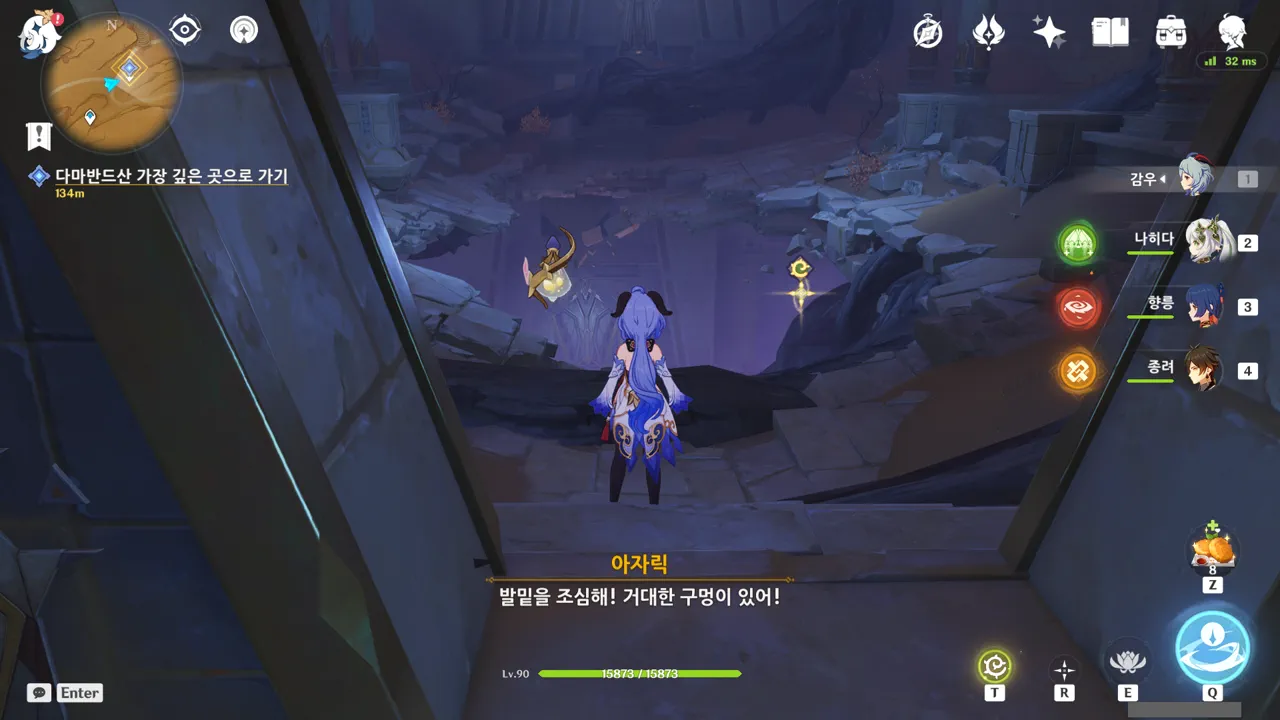 N
32 ms
다마반드산 가장 깊은 곳으로 가기
134m
감우
1
나히다
2
향릉
3
종려
4
아자릭
발밑을 조심해! 거대한 구멍이 있어!
8
Z
Lv.90
15873 / 15873
Enter
T
R
E
Q